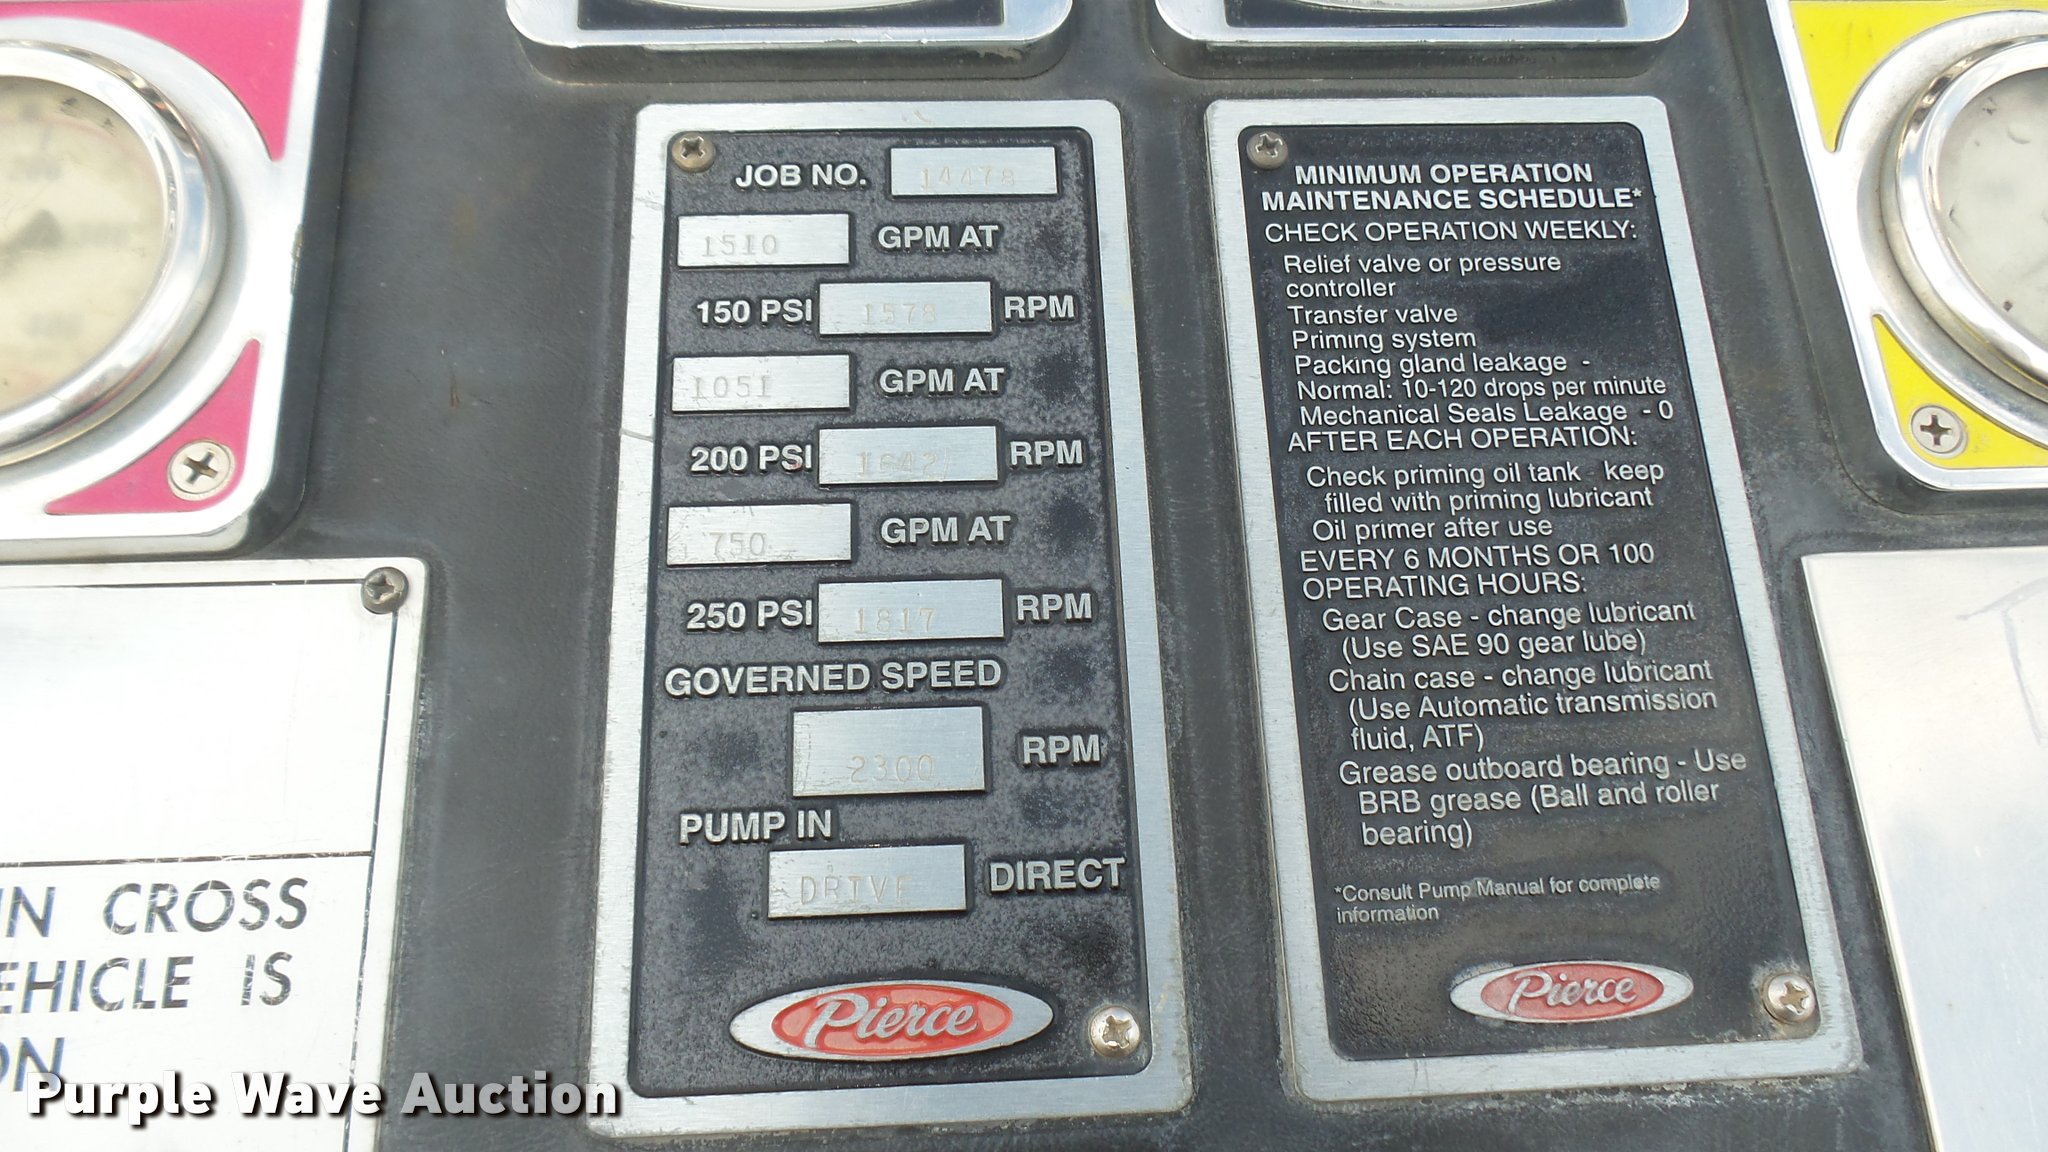 JOB NO. 14478
1510 GPM AT
150 PSI 1578 RPM
1051 GPM AT
200 PSI 1642 RPM
750 GPM AT
250 PSI 1817 RPM
GOVERNED SPEED
2300 RPM
PUMP IN
DRIVE DIRECT
Pierce
MINIMUM OPERATION
MAINTENANCE SCHEDULE*
CHECK OPERATION WEEKLY:
Relief valve or pressure
controller
Transfer valve
Priming system
Packing gland leakage -
Normal: 10-120 drops per minute
Mechanical Seals Leakage - 0
AFTER EACH OPERATION:
Check priming oil tank keep
filled with priming lubricant
Oil primer after use
EVERY 6 MONTHS OR 100
OPERATING HOURS:
Gear Case - change lubricant
(Use SAE 90 gear lube)
Chain case - change lubricant
(Use Automatic transmission
fluid, ATF)
Grease outboard bearing - Use
BRB grease (Ball and roller
bearing)
*Consult Pump Manual for complete
information
Pierce
IN CROSS
EHICLE IS
ON
Purple Wave Auction